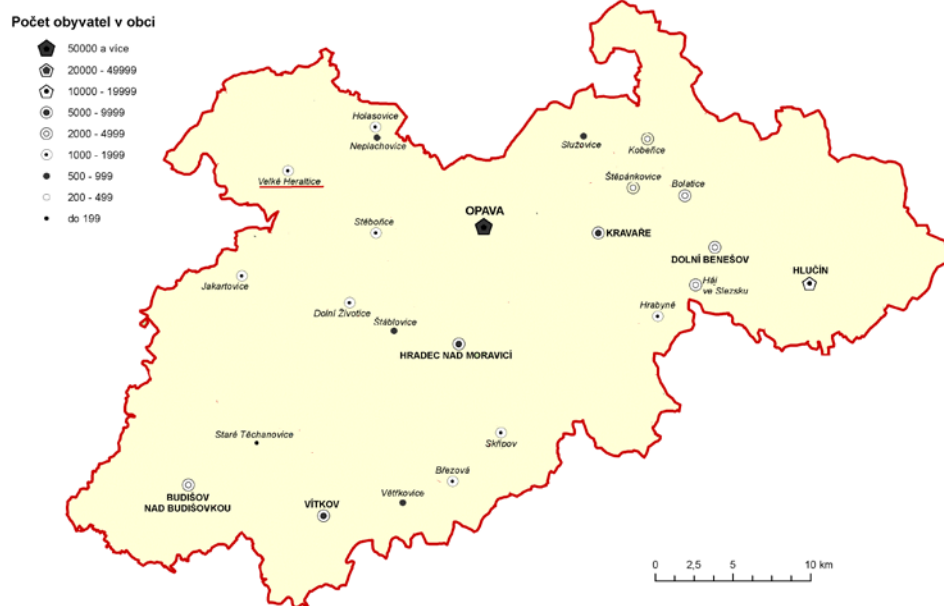 Počet obyvatel v obci
50000 a více
20000 - 49999
10000 - 19999
5000 - 9999
2000 - 4999
1000 - 1999
500 - 999
200 - 499
do 199
Holasovice
Neplachovice
Velké Heraltice
Služovice
Kobeřice
Štěpánkovice
Bolatice
OPAVA
Stěbořice
KRAVAŘE
DOLNÍ BENEŠOV
HLUČÍN
Jakartovice
Háj
ve Slezsku
Dolní Životice
Štáblovice
Hrabyně
HRADEC NAD MORAVICÍ
Staré Těchanovice
Skřipov
Březová
BUDIŠOV
NAD BUDIŠOVKOU
VÍTKOV
Větřkovice
0 2,5 5 10 km